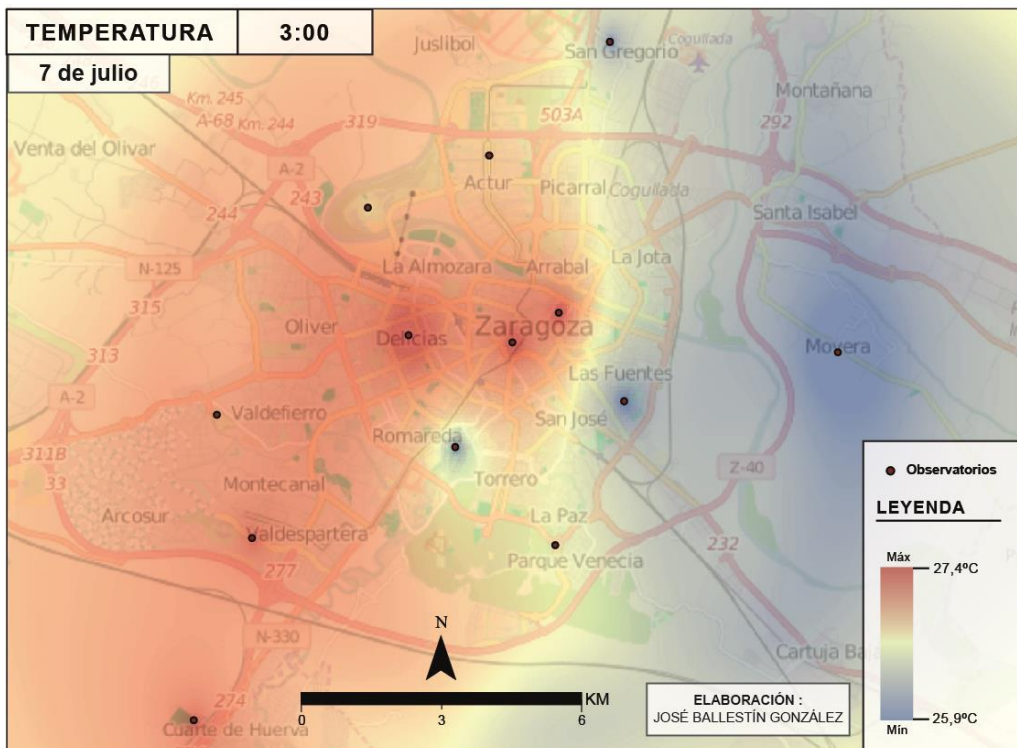 TEMPERATURA 3:00
7 de julio
Juslibol
San Gregorio
Cogullada
Montañana
Km. 245
A-68 Km. 244
319
503A
292
Venta del Olivar
A-2
243
Actur
Picarral
Cogullada
244
Santa Isabel
N-125
La Almozara
Arrabal
La Jota
315
Oliver
Delicias
Zaragoza
Movera
313
Las Fuentes
A-2
Valdefierro
San José
Romareda
311B
33
Montecanal
Torrero
Z-40
Arcosur
La Paz
Valdespartera
Parque Venecia
232
277
N-330
Cartuja Baja
274
Cuarte de Huerva
N
KM
0 3 6
ELABORACIÓN :
JOSÉ BALLESTÍN GONZÁLEZ
Observatorios
LEYENDA
Máx
27,4ºC
25,9ºC
Mín